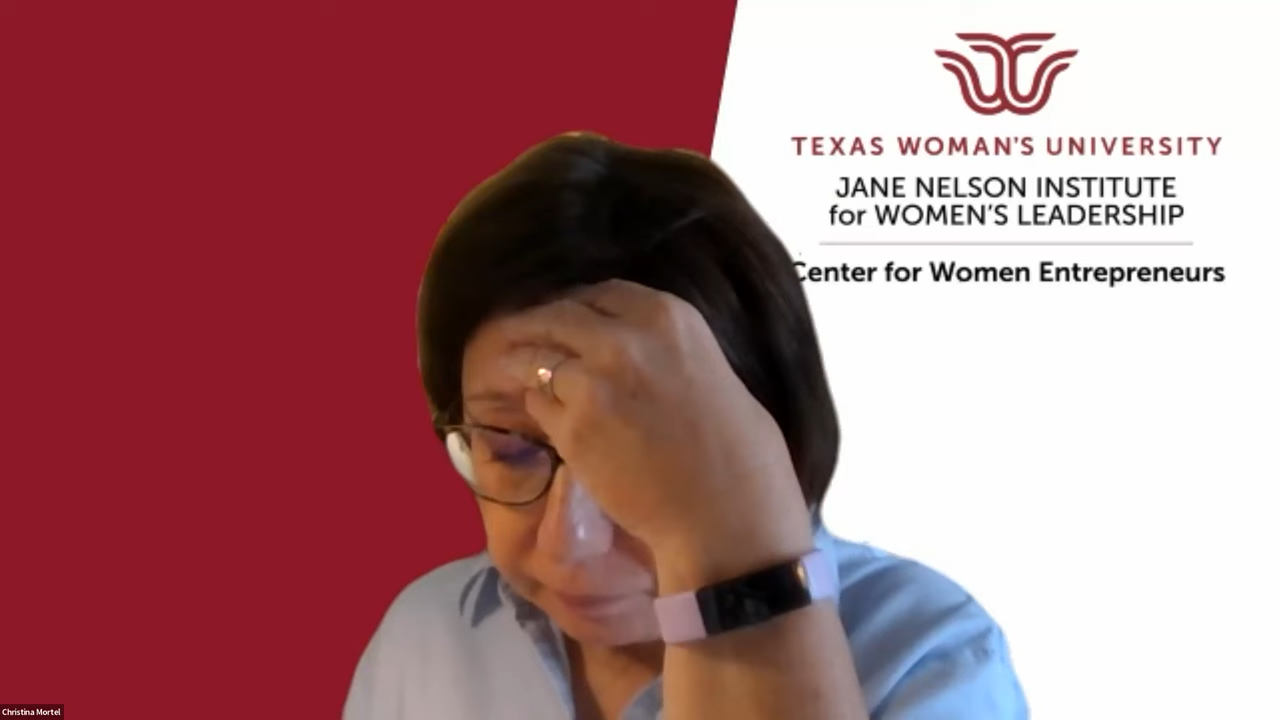 TEXAS WOMAN'S UNIVERSITY
JANE NELSON INSTITUTE
for WOMEN'S LEADERSHIP
Center for Women Entrepreneurs
Christina Mortel